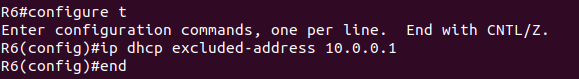 R6#configure t
Enter configuration commands, one per line.  End with CNTL/Z.
R6(config)#ip dhcp excluded-address 10.0.0.1
R6(config)#end